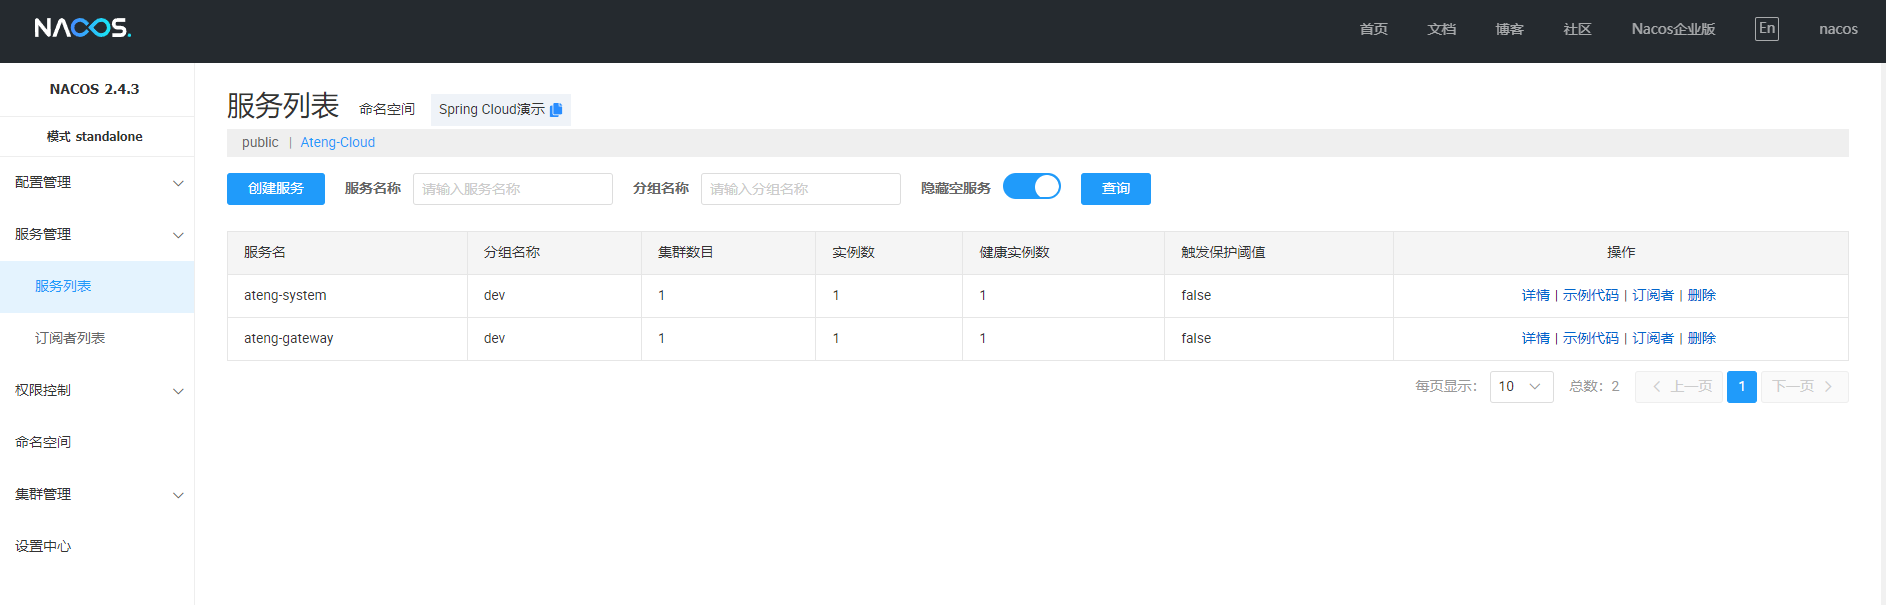 NACOS.
首页 文档 博客 社区 Nacos企业版 En nacos
NACOS 2.4.3
模式 standalone
配置管理
服务管理
服务列表
订阅者列表
权限控制
命名空间
集群管理
设置中心
服务列表 命名空间 Spring Cloud演示
public | Ateng-Cloud
创建服务 服务名称 请输入服务名称 分组名称 请输入分组名称 隐藏空服务 查询
服务名 分组名称 集群数目 实例数 健康实例数 触发保护阈值 操作
ateng-system dev 1 1 1 false 详情 | 示例代码 | 订阅者 | 删除
ateng-gateway dev 1 1 1 false 详情 | 示例代码 | 订阅者 | 删除
每页显示： 10 总数：2 上一页 1 下一页